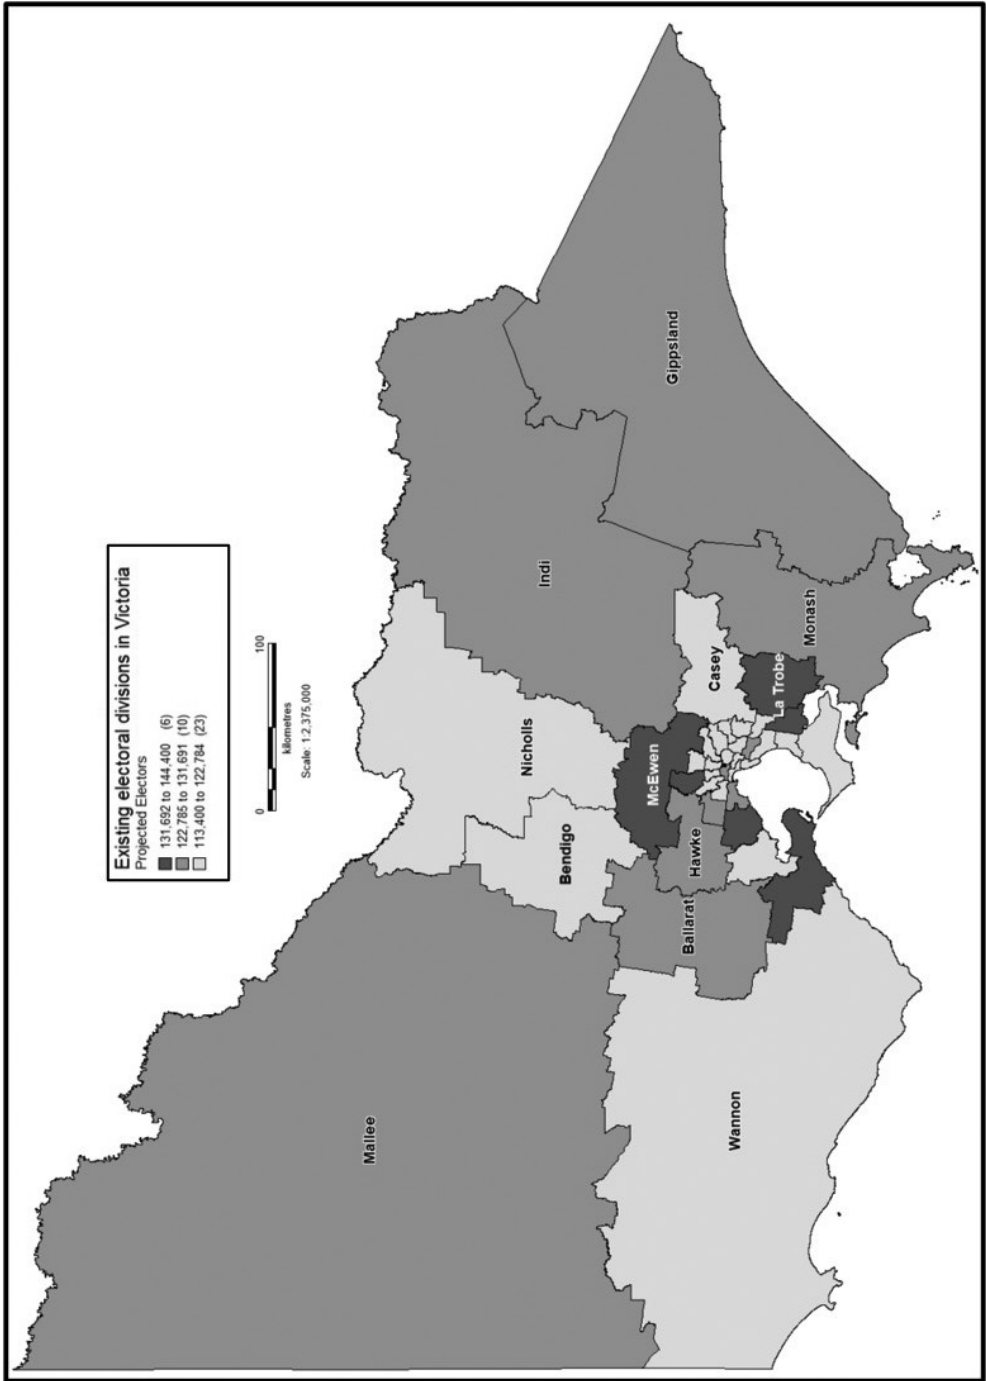 Existing electoral divisions in Victoria
Projected Electors
131,692 to 144,400 (6)
122,785 to 131,691 (10)
113,400 to 122,784 (23)
0 100
kilometres
Scale: 1:2,375,000
Mallee
Nicholls
Bendigo
Indi
Wannon
Ballarat
Hawke
McEwen
Casey
La Trobe
Monash
Gippsland